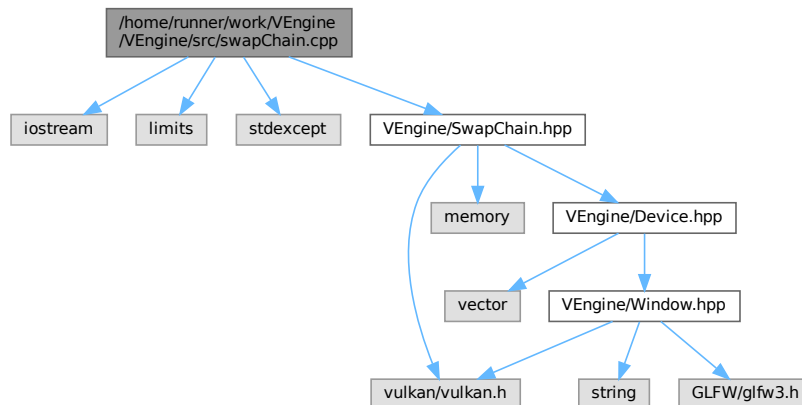 /home/runner/work/VEngine
/VEngine/src/swapChain.cpp
iostream
limits
stdexcept
VEngine/SwapChain.hpp
memory
VEngine/Device.hpp
vector
VEngine/Window.hpp
vulkan/vulkan.h
string
GLFW/glfw3.h